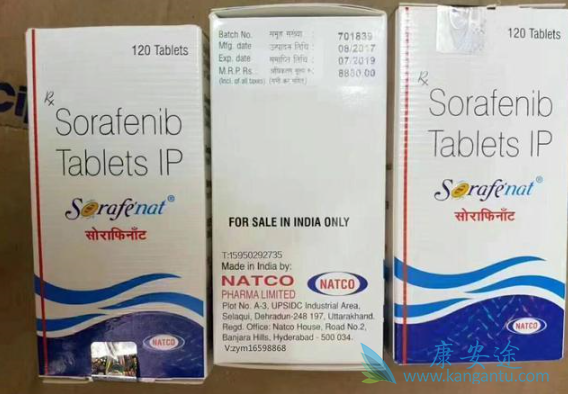 120 Tablets
Rx
Sorafenib
Tablets IP
Sorafenat®
सोराफिनॉट
NATCO
Batch No. : 701839
Mfg. date : 08/2017
Exp. date : 07/2019
M.R.P Rs. : 8880.00
(Incl. of all taxes)
FOR SALE IN INDIA ONLY
T:15950292735
Made in India by:
NATCO
PHARMA LIMITED
NATCO
Plot No. A-3, UPSIDC Industrial Area,
Selaqui, Dehradun-248 197, Uttarakhand.
Regd. Office: Natco House, Road No.2,
Banjara Hills, Hyderabad - 500 034.
V:zym16598868
120 Tablets
Rx
Sorafenib
Tablets IP
Sorafenat®
सोराफिनॉट
NATCO
康安途
www.kangantu.com